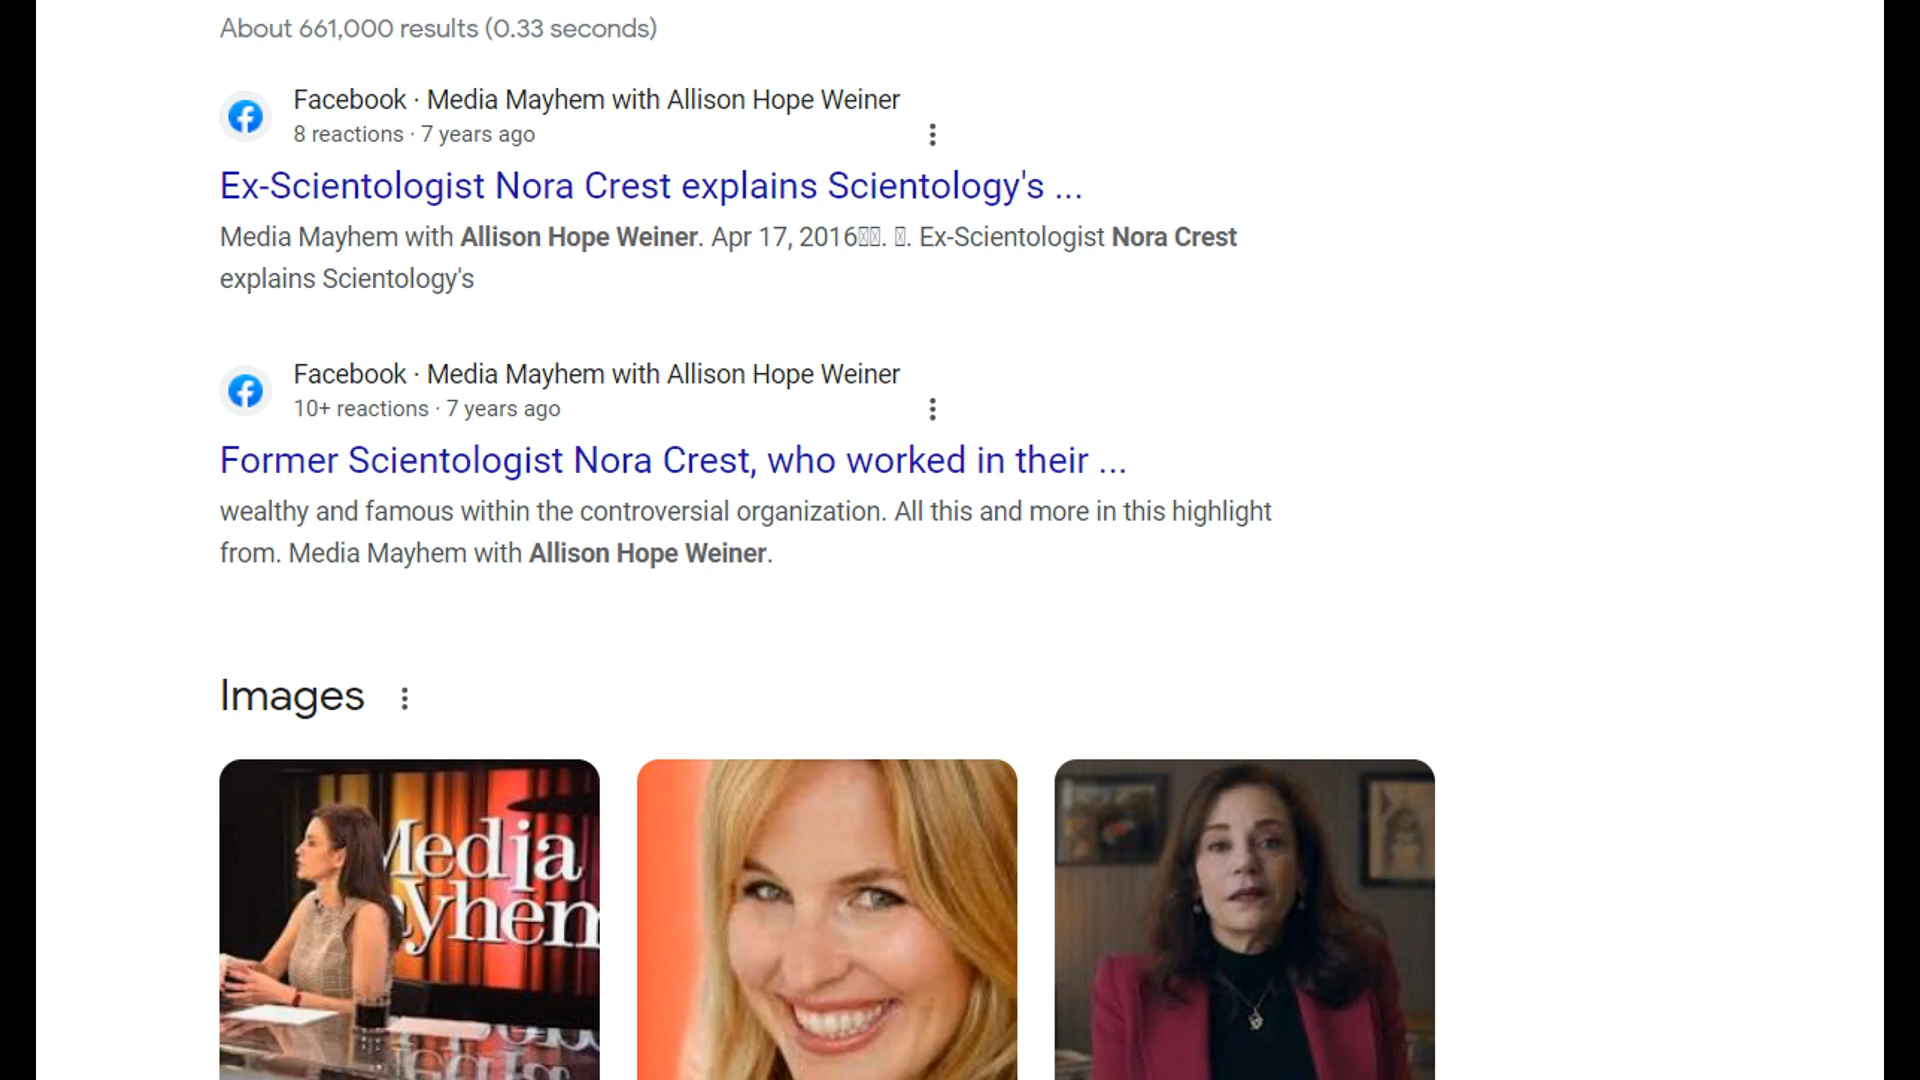 About 661,000 results (0.33 seconds)
Facebook · Media Mayhem with Allison Hope Weiner
8 reactions · 7 years ago
Ex-Scientologist Nora Crest explains Scientology's ...
Media Mayhem with Allison Hope Weiner. Apr 17, 2016. . Ex-Scientologist Nora Crest
explains Scientology's
Facebook · Media Mayhem with Allison Hope Weiner
10+ reactions · 7 years ago
Former Scientologist Nora Crest, who worked in their ...
wealthy and famous within the controversial organization. All this and more in this highlight
from. Media Mayhem with Allison Hope Weiner.
Images
Media
ayhem